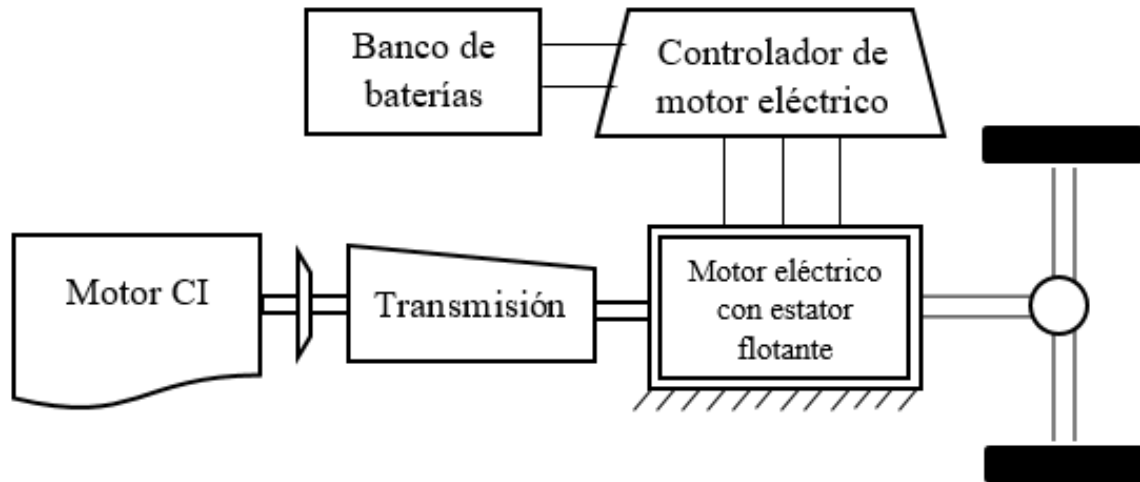 Banco de
baterías
Controlador de
motor eléctrico
Motor CI
Transmisión
Motor eléctrico
con estator
flotante